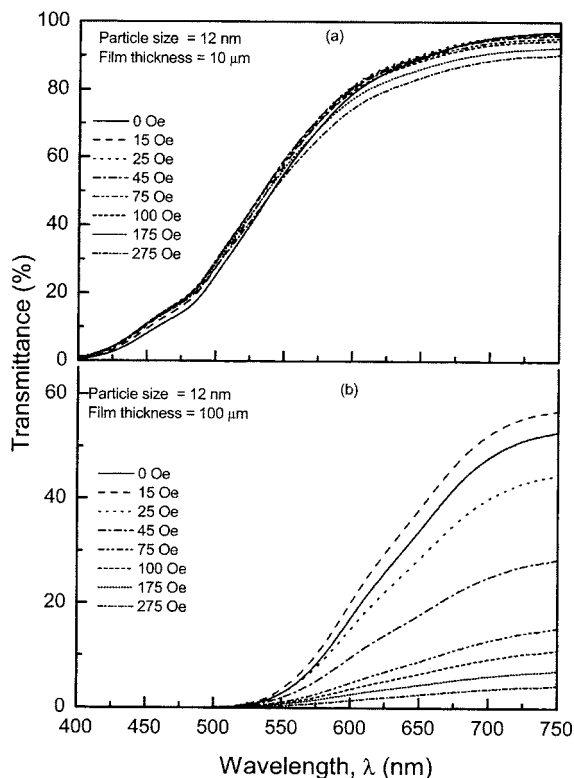 Particle size = 12 nm
(a)
Film thickness = 10 μm
0 Oe
15 Oe
25 Oe
45 Oe
75 Oe
100 Oe
175 Oe
275 Oe
100
80
60
40
20
0
Transmittance (%)
Particle size = 12 nm
(b)
Film thickness = 100 μm
0 Oe
15 Oe
25 Oe
45 Oe
75 Oe
100 Oe
175 Oe
275 Oe
60
40
20
0
400 450 500 550 600 650 700 750
Wavelength, λ (nm)